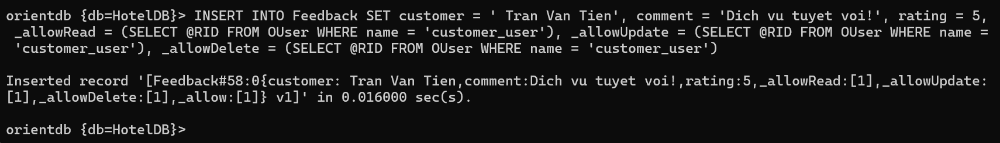 orientdb {db=HotelDB}> INSERT INTO Feedback SET customer = ' Tran Van Tien', comment = 'Dich vu tuyet voi!', rating = 5,
_allowRead = (SELECT @RID FROM OUser WHERE name = 'customer_user'), _allowUpdate = (SELECT @RID FROM OUser WHERE name =
'customer_user'), _allowDelete = (SELECT @RID FROM OUser WHERE name = 'customer_user')
Inserted record '[Feedback#58:0{customer: Tran Van Tien,comment:Dich vu tuyet voi!,rating:5,_allowRead:[1],_allowUpdate:
[1],_allowDelete:[1],_allow:[1]} v1]' in 0.016000 sec(s).
orientdb {db=HotelDB}>